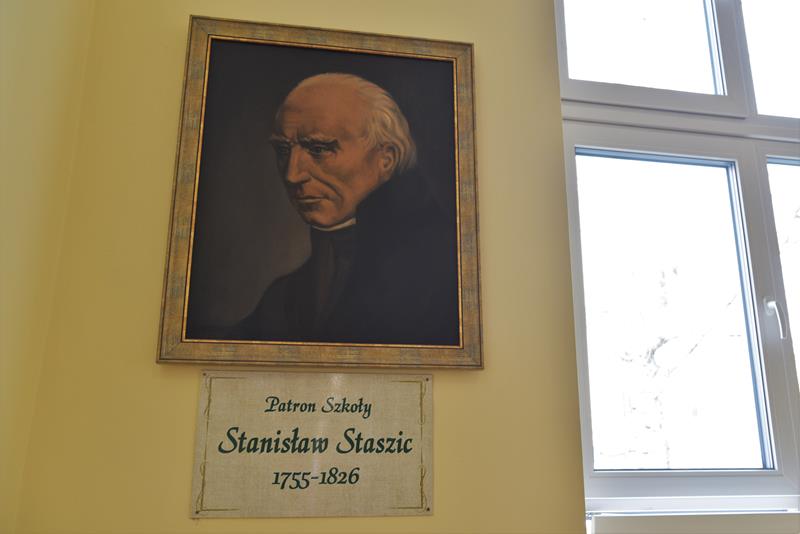 Patron Szkoły
Stanisław Staszic
1755-1826